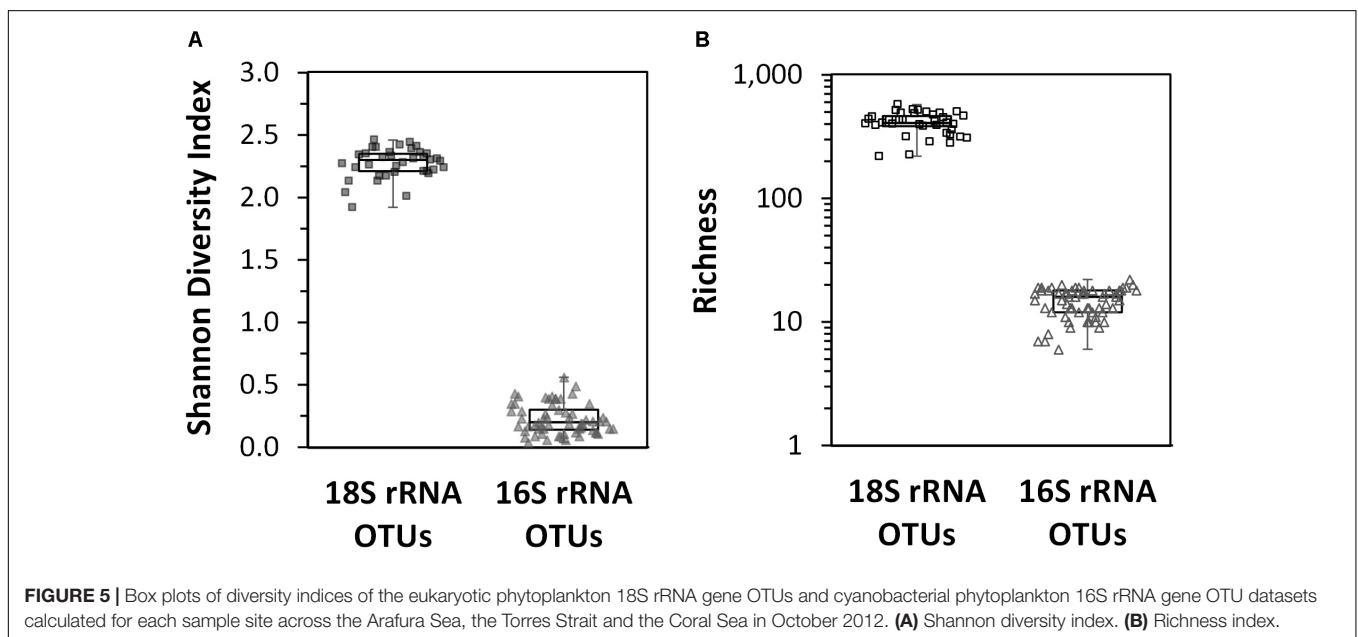 A
Shannon Diversity Index
3.0
2.5
2.0
1.5
1.0
0.5
0.0
18S rRNA
OTUs
16S rRNA
OTUs
B
Richness
1,000
100
10
1
18S rRNA
OTUs
16S rRNA
OTUs
FIGURE 5 | Box plots of diversity indices of the eukaryotic phytoplankton 18S rRNA gene OTUs and cyanobacterial phytoplankton 16S rRNA gene OTU datasets
calculated for each sample site across the Arafura Sea, the Torres Strait and the Coral Sea in October 2012. (A) Shannon diversity index. (B) Richness index.